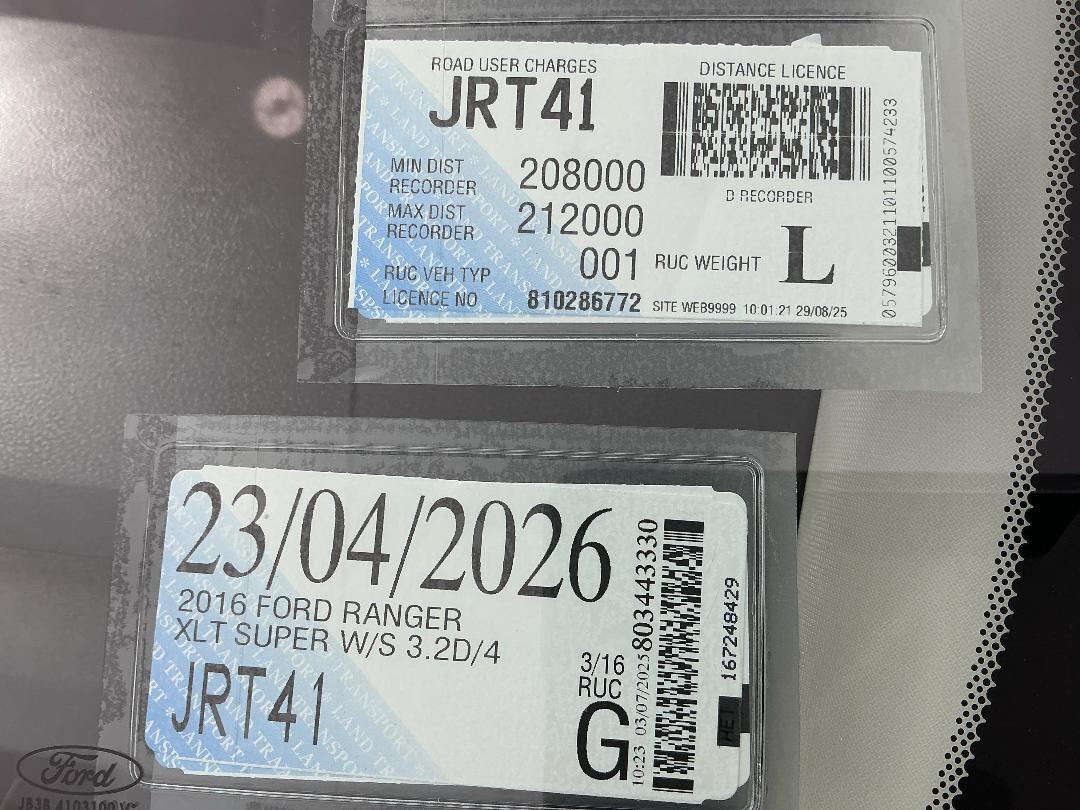 ROAD USER CHARGES
JRT41
DISTANCE LICENCE
MIN DIST RECORDER 208000
MAX DIST RECORDER 212000
D RECORDER
RUC VEH TYP 001
RUC WEIGHT L
LICENCE NO 810286772
SITE WEB9999 10:01:21 29/08/25
0579600321101100574233
23/04/2026
2016 FORD RANGER
XLT SUPER W/S 3.2D/4
JRT41
3/16
RUC
G
10:23 03/07/2025 803443330
167248429
HET
Ford